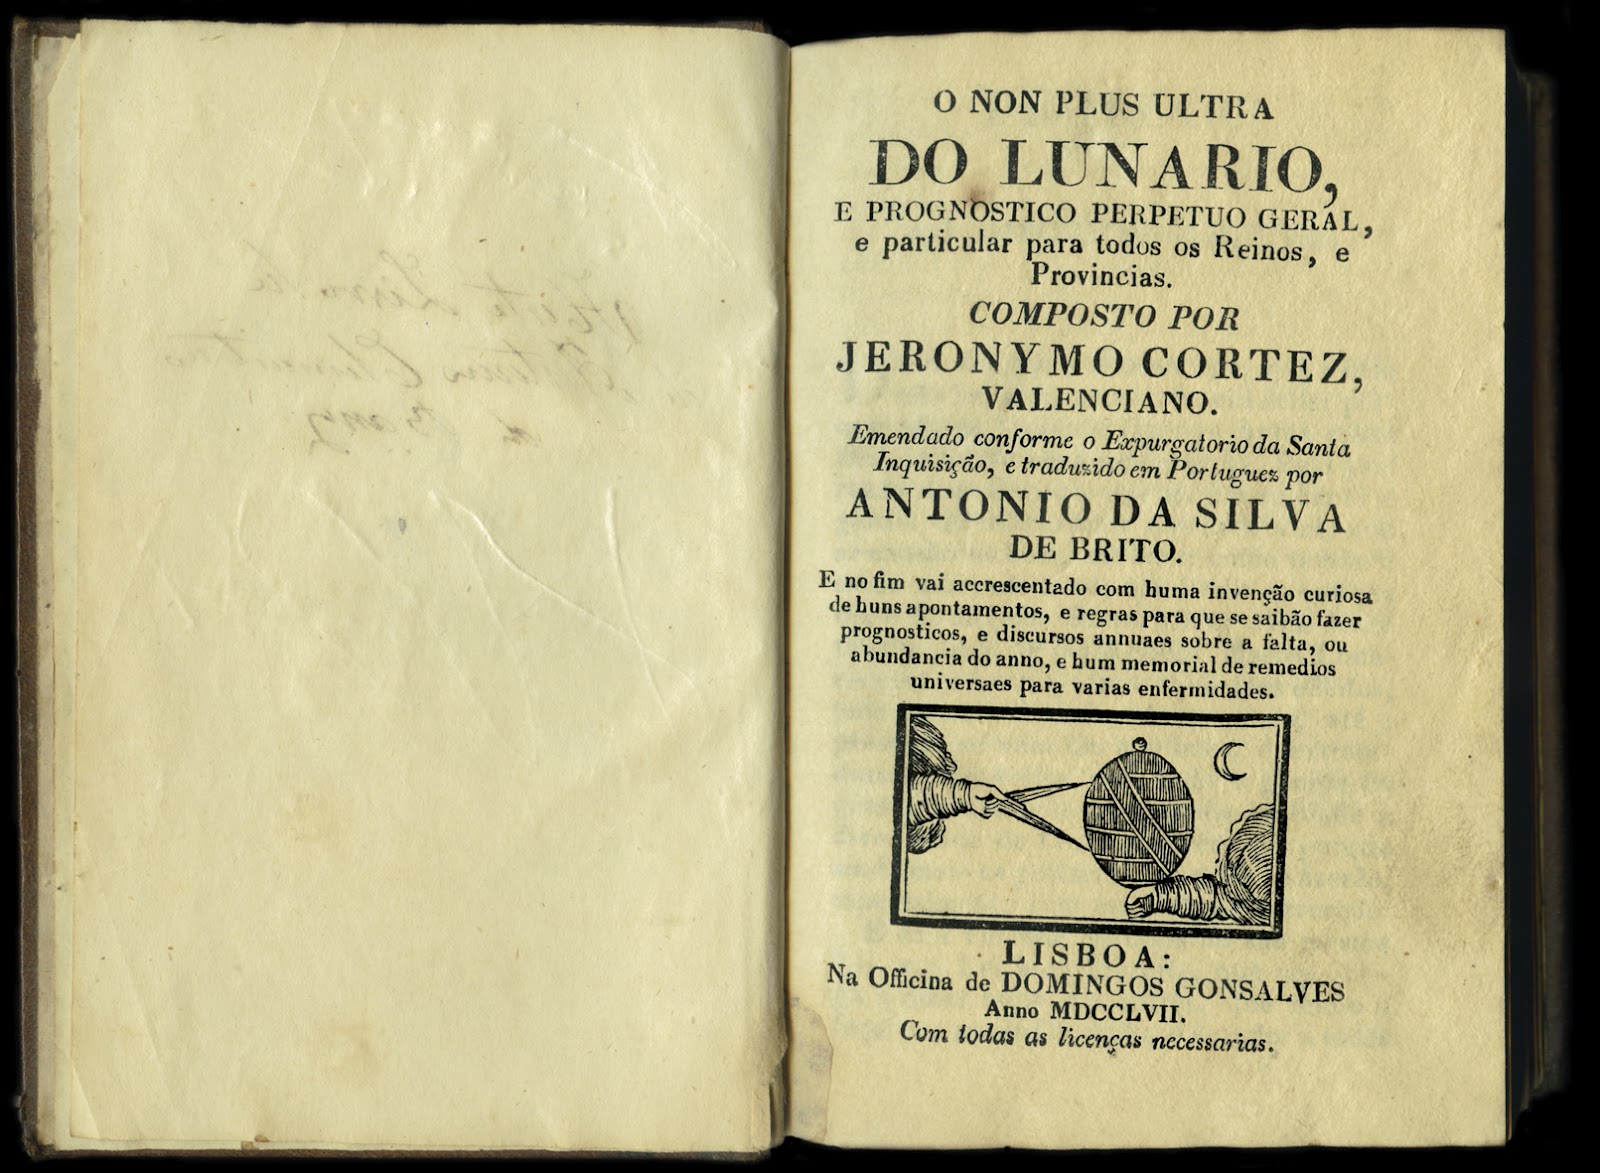 O NON PLUS ULTRA
DO LUNARIO,
E PROGNOSTICO PERPETUO GERAL,
e particular para todos os Reinos, e
Provincias.
COMPOSTO POR
JERONYMO CORTEZ,
VALENCIANO.
Emendado conforme o Expurgatorio da Santa
Inquisição, e traduzido em Portuguez por
ANTONIO DA SILVA
DE BRITO.
E no fim vai accrescentado com huma invenção curiosa
de huns apontamentos, e regras para que se saibão fazer
prognosticos, e discursos annuaes sobre a falta, ou
abundancia do anno, e hum memorial de remedios
universaes para varias enfermidades.
LISBOA:
Na Officina de DOMINGOS GONSALVES
Anno MDCCLVII.
Com todas as licenças necessarias.